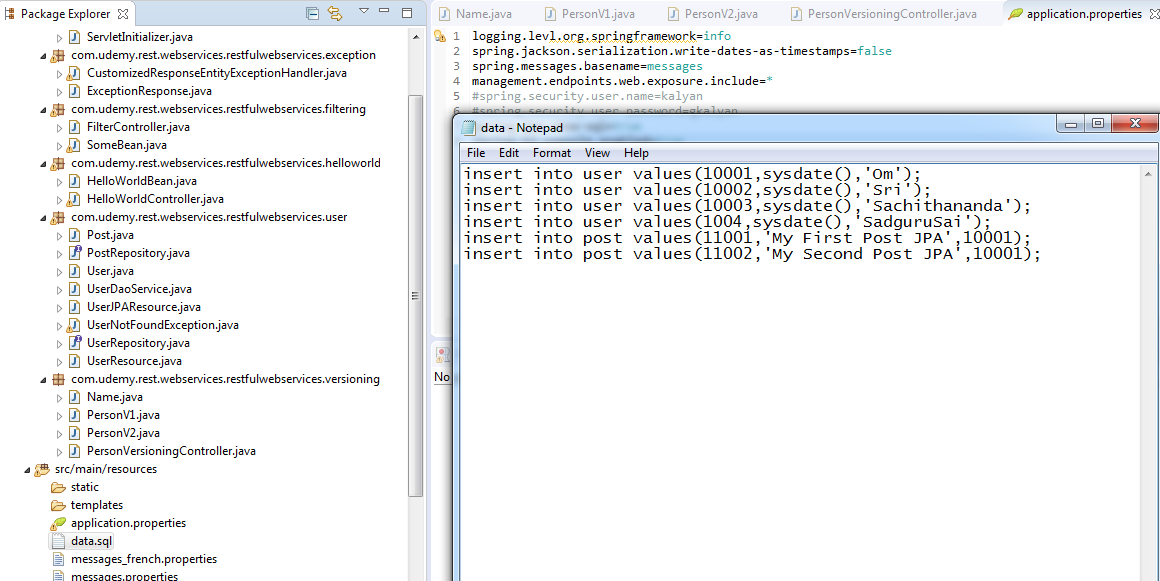 Package Explorer
ServletInitializer.java
com.udemy.rest.webservices.restfulwebservices.exception
CustomizedResponseEntityExceptionHandler.java
ExceptionResponse.java
com.udemy.rest.webservices.restfulwebservices.filtering
FilterController.java
SomeBean.java
com.udemy.rest.webservices.restfulwebservices.helloworld
HelloWorldBean.java
HelloWorldController.java
com.udemy.rest.webservices.restfulwebservices.user
Post.java
PostRepository.java
User.java
UserDaoService.java
UserJPAResource.java
UserNotFoundException.java
UserRepository.java
UserResource.java
com.udemy.rest.webservices.restfulwebservices.versioning
Name.java
PersonV1.java
PersonV2.java
PersonVersioningController.java
src/main/resources
static
templates
application.properties
data.sql
messages_french.properties
messages.properties
Name.java PersonV1.java PersonV2.java PersonVersioningController.java application.properties
1 logging.levl.org.springframework=info
2 spring.jackson.serialization.write-dates-as-timestamps=false
3 spring.messages.basename=messages
4 management.endpoints.web.exposure.include=*
5 #spring.security.user.name=kalyan
6 #spring.security.user.password=gkalyan
No
data - Notepad
File Edit Format View Help
insert into user values(10001,sysdate(),'Om');
insert into user values(10002,sysdate(),'Sri');
insert into user values(10003,sysdate(),'Sachithananda');
insert into user values(1004,sysdate(),'SadguruSai');
insert into post values(11001,'My First Post JPA',10001);
insert into post values(11002,'My Second Post JPA',10001);